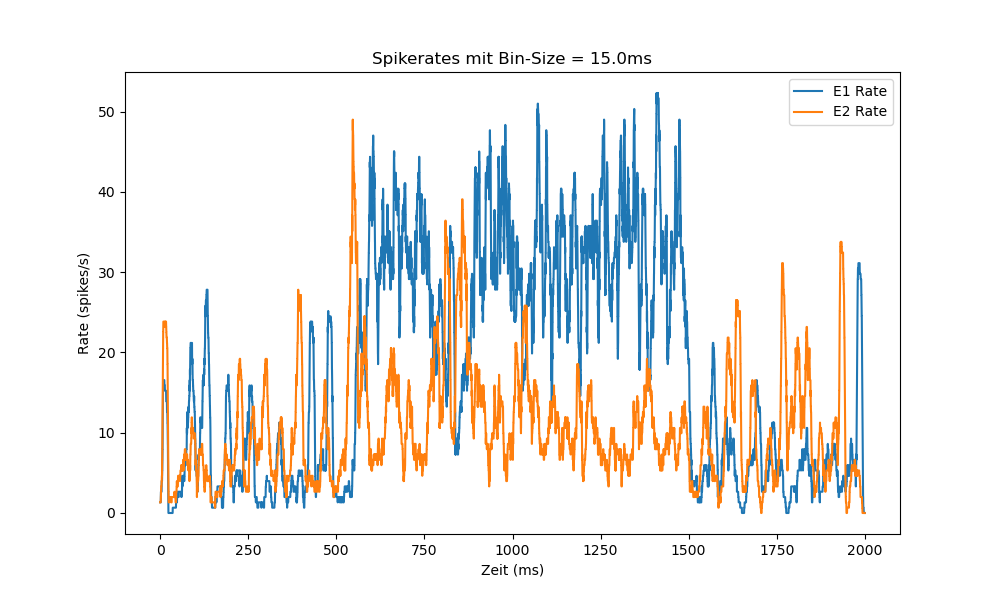 Spikerates mit Bin-Size = 15.0ms
E1 Rate
E2 Rate
Rate (spikes/s)
50
40
30
20
10
0
0 250 500 750 1000 1250 1500 1750 2000
Zeit (ms)